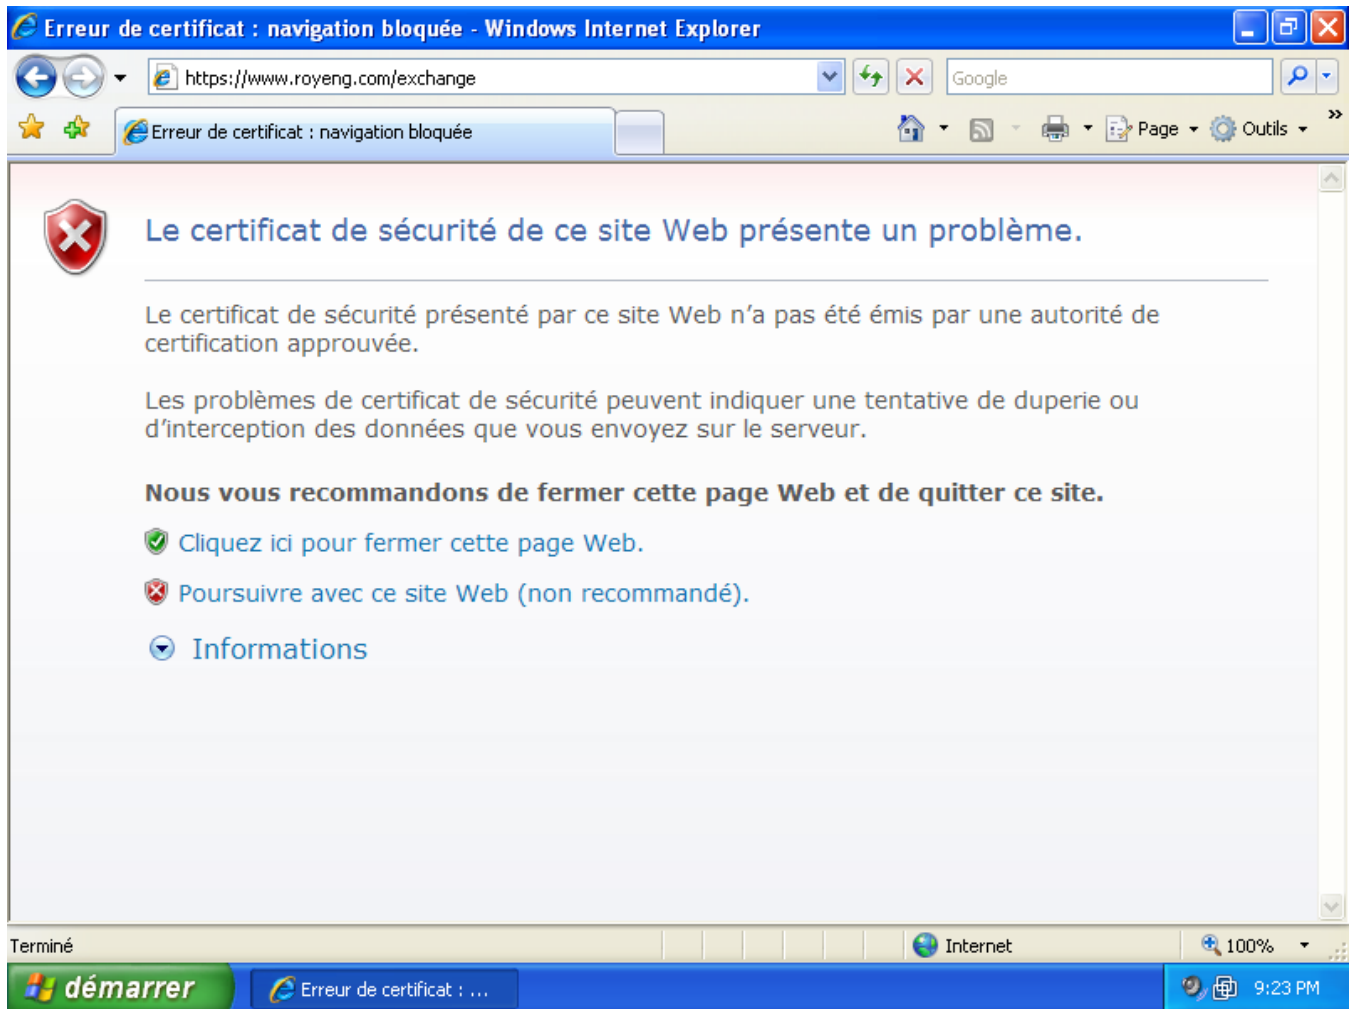 Erreur de certificat : navigation bloquée - Windows Internet Explorer
https://www.royeng.com/exchange
Google
Erreur de certificat : navigation bloquée
Page
Outils
Le certificat de sécurité de ce site Web présente un problème.
Le certificat de sécurité présenté par ce site Web n'a pas été émis par une autorité de
certification approuvée.
Les problèmes de certificat de sécurité peuvent indiquer une tentative de duperie ou
d'interception des données que vous envoyez sur le serveur.
Nous vous recommandons de fermer cette page Web et de quitter ce site.
Cliquez ici pour fermer cette page Web.
Poursuivre avec ce site Web (non recommandé).
Informations
Terminé
Internet
100%
démarrer
Erreur de certificat : ...
9:23 PM